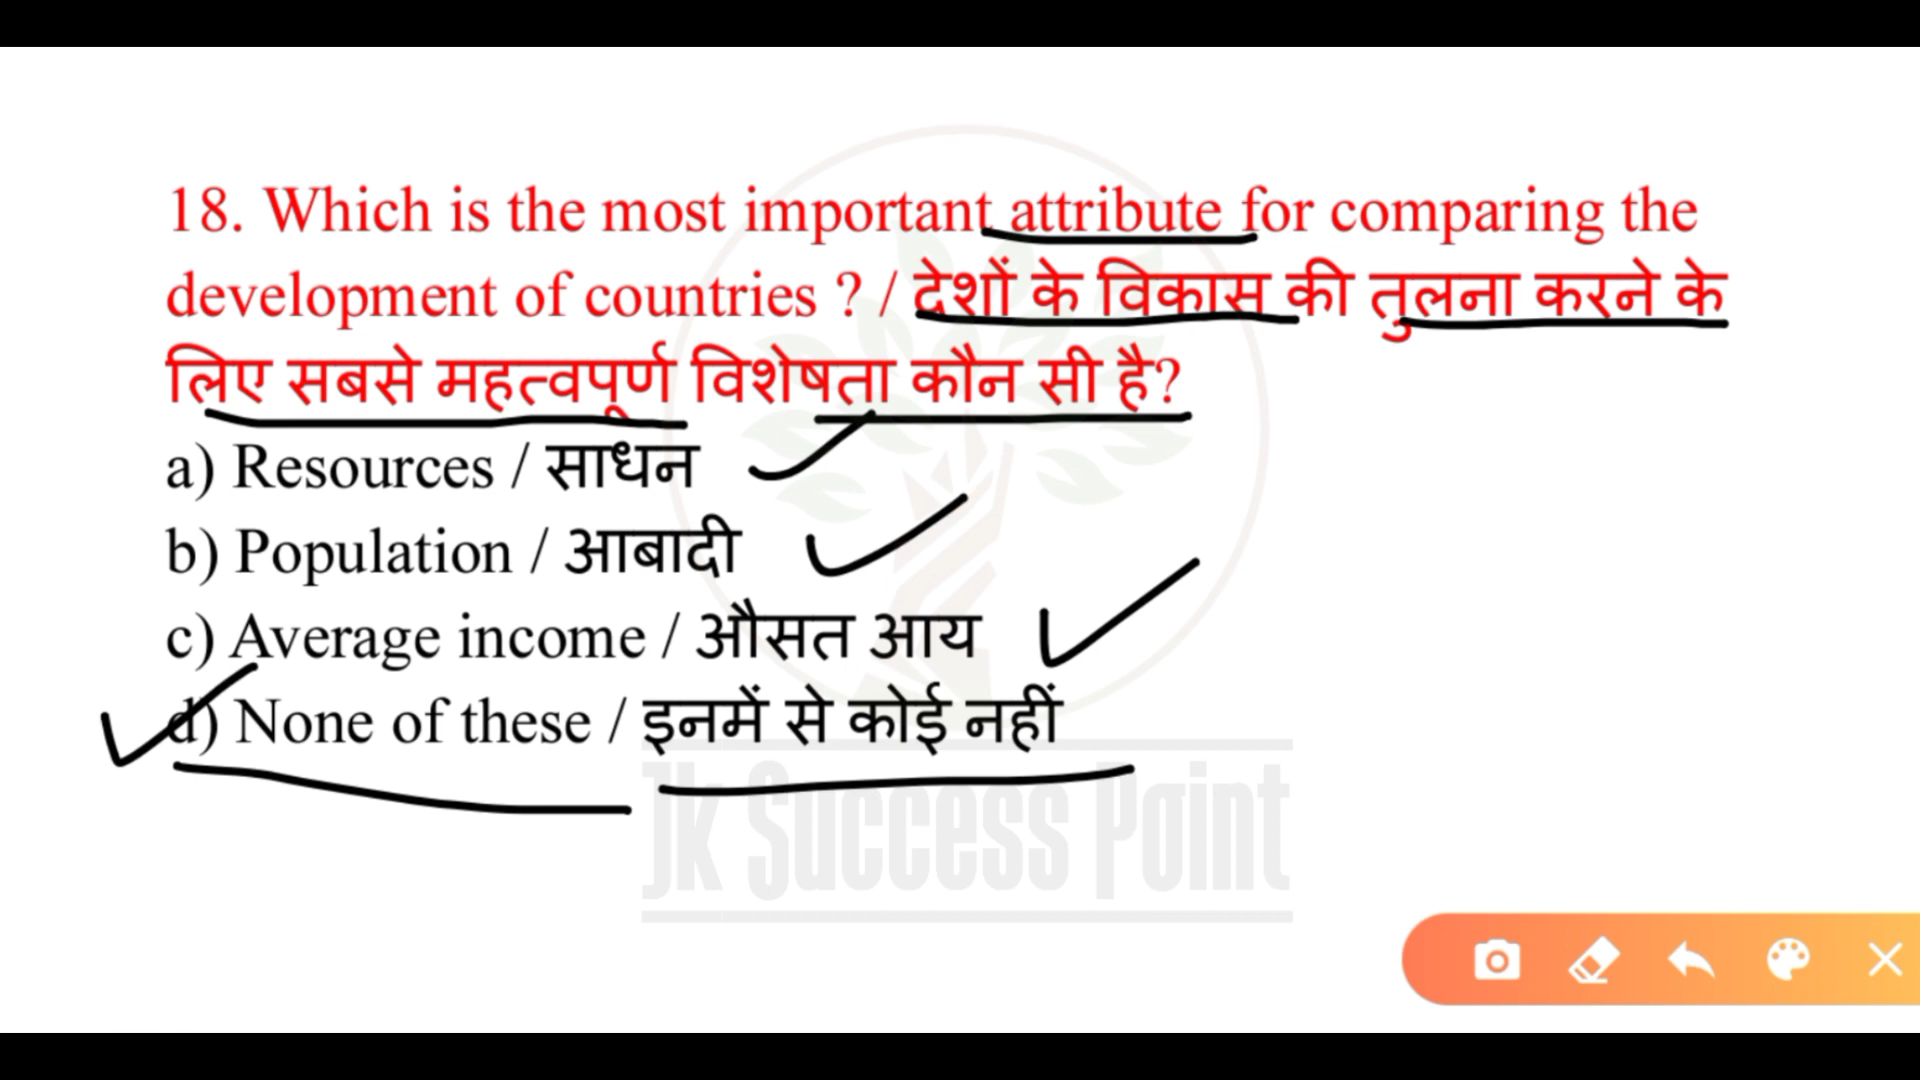 18. Which is the most important attribute for comparing the
development of countries ? / देशों के विकास की तुलना करने के
लिए सबसे महत्वपूर्ण विशेषता कौन सी है?
a) Resources / साधन
b) Population / आबादी
c) Average income / औसत आय
d) None of these / इनमें से कोई नहीं
Jk Success Point